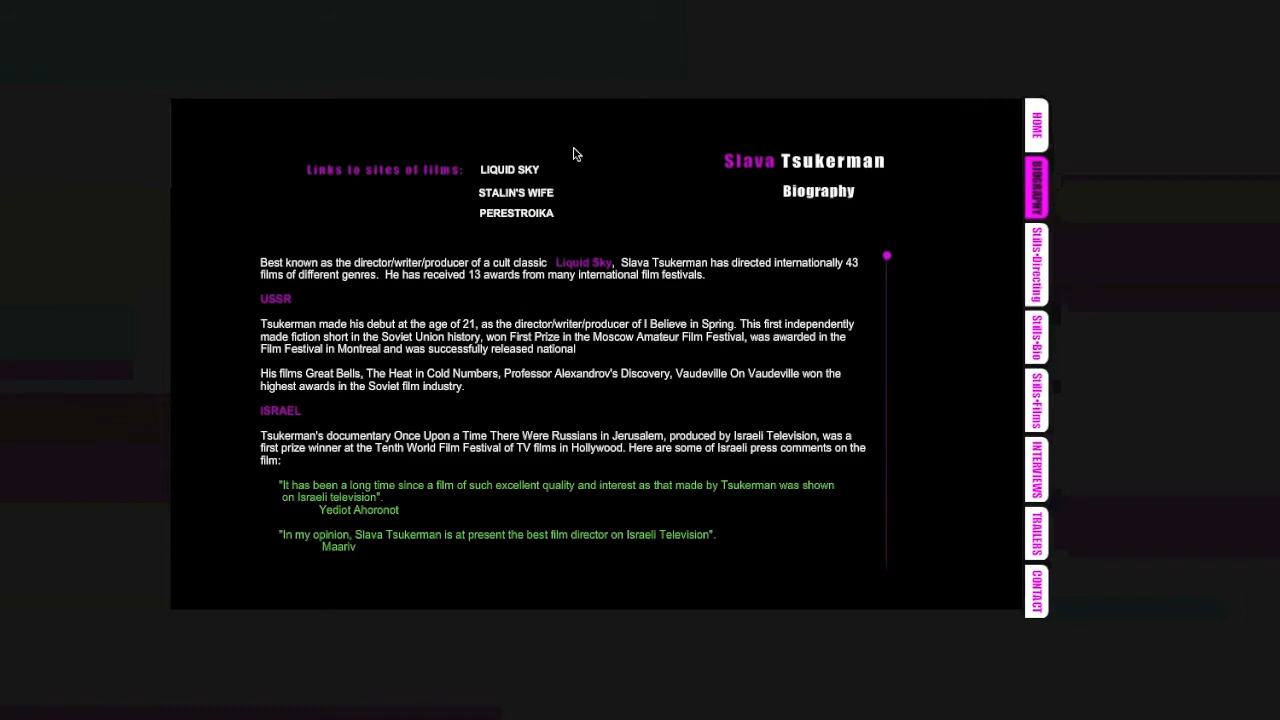 Links to sites of films:
LIQUID SKY
STALIN'S WIFE
PERESTROIKA
Slava Tsukerman
Biography
Best known as the director/writer/producer of a cult classic Liquid Sky, Slava Tsukerman has directed internationally 43
films of different genres. He has received 13 awards from many international film festivals.
USSR
Tsukerman made his debut at the age of 21, as the director/writer/producer of I Believe in Spring. This first independently
made fiction short in the Soviet Union history, won First Prize in the Moscow Amateur Film Festival, was awarded in the
Film Festival in Montreal and was successfully released national
His films Green Hills, The Heat in Cold Numbers, Professor Alexandrov's Discovery, Vaudeville On Vaudeville won the
highest awards in the Soviet film industry.
ISRAEL
Tsukerman's documentary Once Upon a Time There Were Russians in Jerusalem, produced by Israeli Television, was a
first prize winner at the Tenth World Film Festival of TV films in Hollywood. Here are some of Israeli press comments on the
film:
"It has been a long time since a film of such excellent quality and interest as that made by Tsukerman was shown
on Israeli television".
Yediot Ahoronot
"In my opinion, Slava Tsukerman is at present the best film director on Israeli Television".
Maariv
HOME
BIOGRAPHY
Stills•Directing
Stills•Bio
Stills•Films
INTERVIEWS
TRAILERS
CONTACT